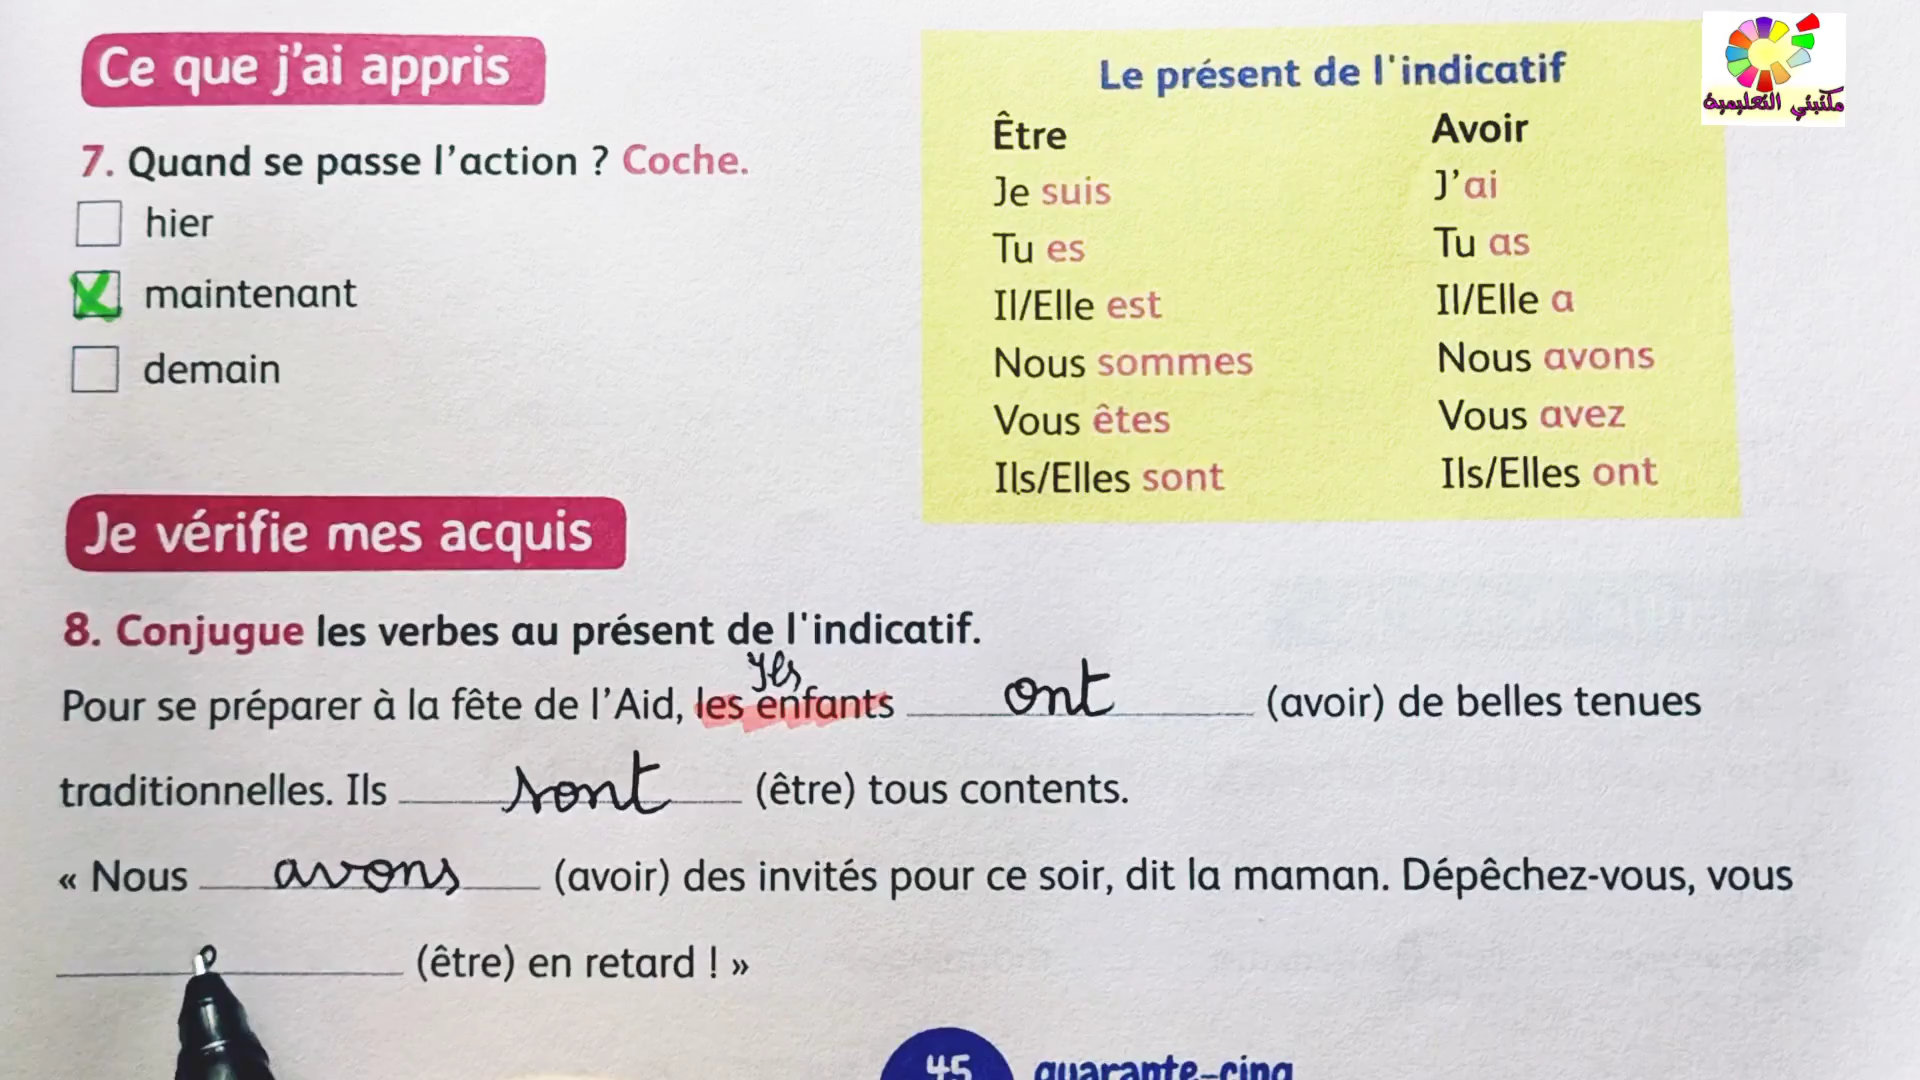 Ce que j'ai appris
7. Quand se passe l'action ? Coche.
hier
maintenant
demain
Le présent de l'indicatif
Être
Je suis
Tu es
Il/Elle est
Nous sommes
Vous êtes
Ils/Elles sont
Avoir
J'ai
Tu as
Il/Elle a
Nous avons
Vous avez
Ils/Elles ont
مكتبتي التعليمية
Je vérifie mes acquis
8. Conjugue les verbes au présent de l'indicatif.
Ils
Pour se préparer à la fête de l'Aid, les enfants ont (avoir) de belles tenues
traditionnelles. Ils sont (être) tous contents.
« Nous avons (avoir) des invités pour ce soir, dit la maman. Dépêchez-vous, vous
ê (être) en retard ! »
45 quarante-cinq